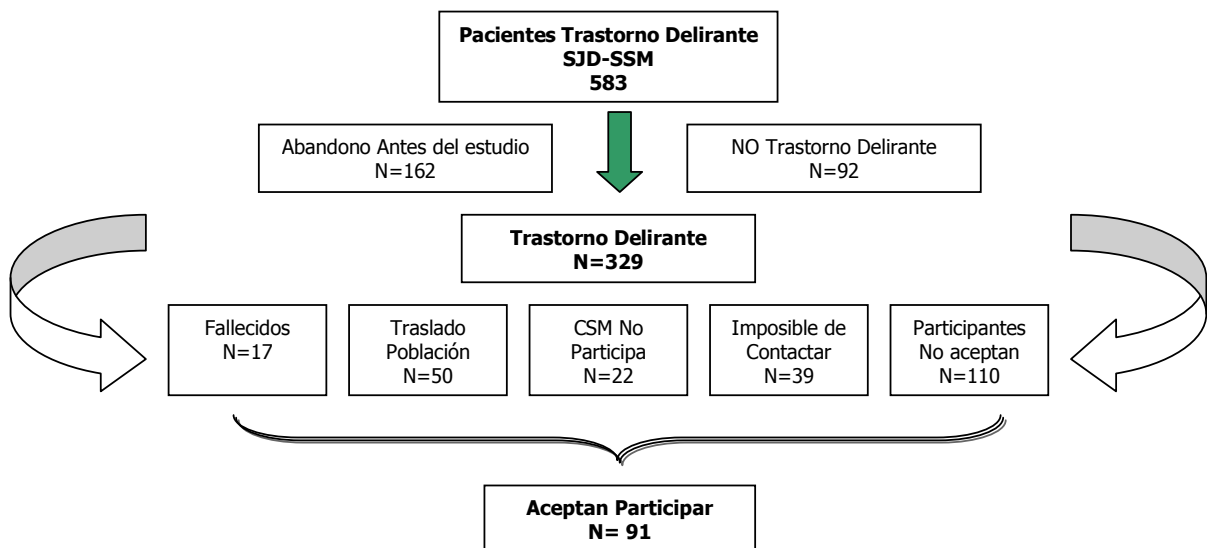 Pacientes Trastorno Delirante
SJD-SSM
583
Abandono Antes del estudio
N=162
NO Trastorno Delirante
N=92
Trastorno Delirante
N=329
Fallecidos
N=17
Traslado
Población
N=50
CSM No
Participa
N=22
Imposible de
Contactar
N=39
Participantes
No aceptan
N=110
Aceptan Participar
N= 91